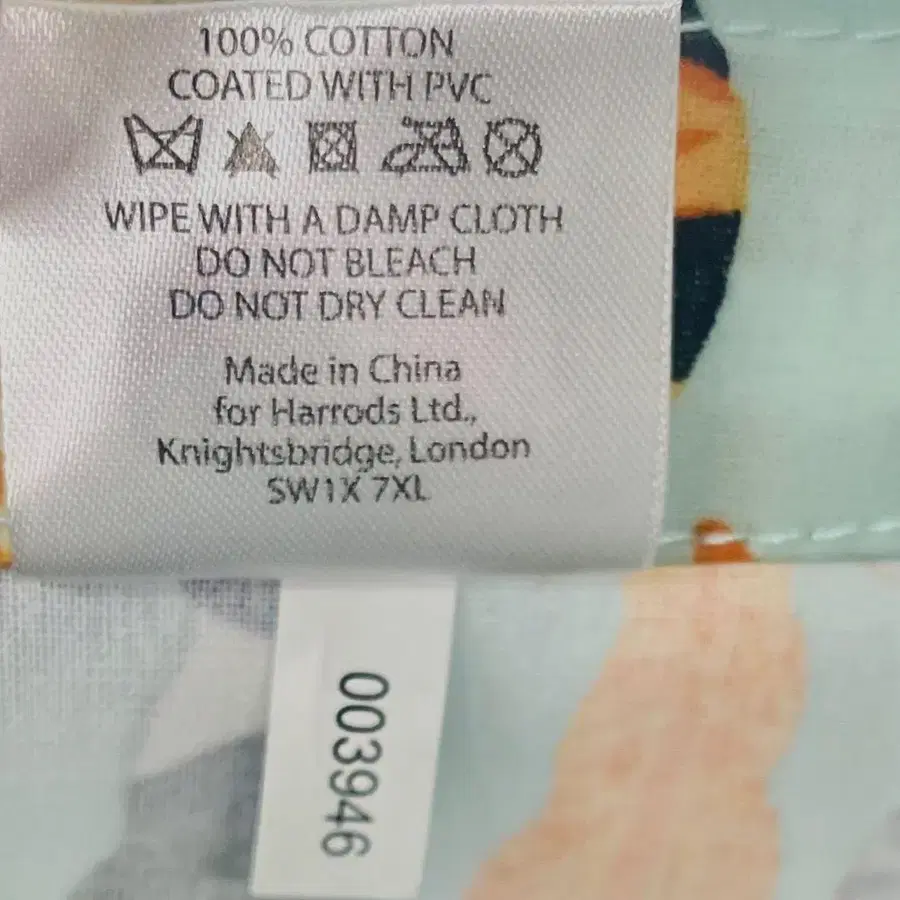 100% COTTON
COATED WITH PVC
WIPE WITH A DAMP CLOTH
DO NOT BLEACH
DO NOT DRY CLEAN
Made in China
for Harrods Ltd.,
Knightsbridge, London
SW1X 7XL
003946